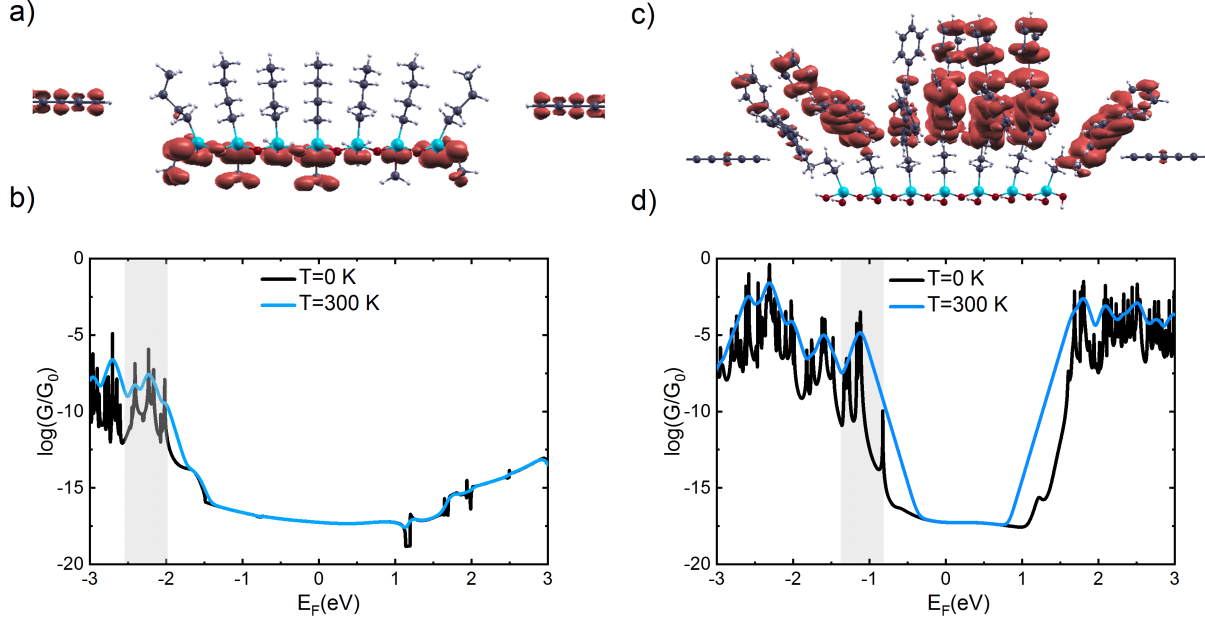 a)
c)
b)
d)
0
-5
-10
-15
-20
log(G/G0)
T=0 K
T=300 K
-3 -2 -1 0 1 2 3
EF(eV)
0
-5
-10
-15
-20
log(G/G0)
T=0 K
T=300 K
-3 -2 -1 0 1 2 3
EF(eV)